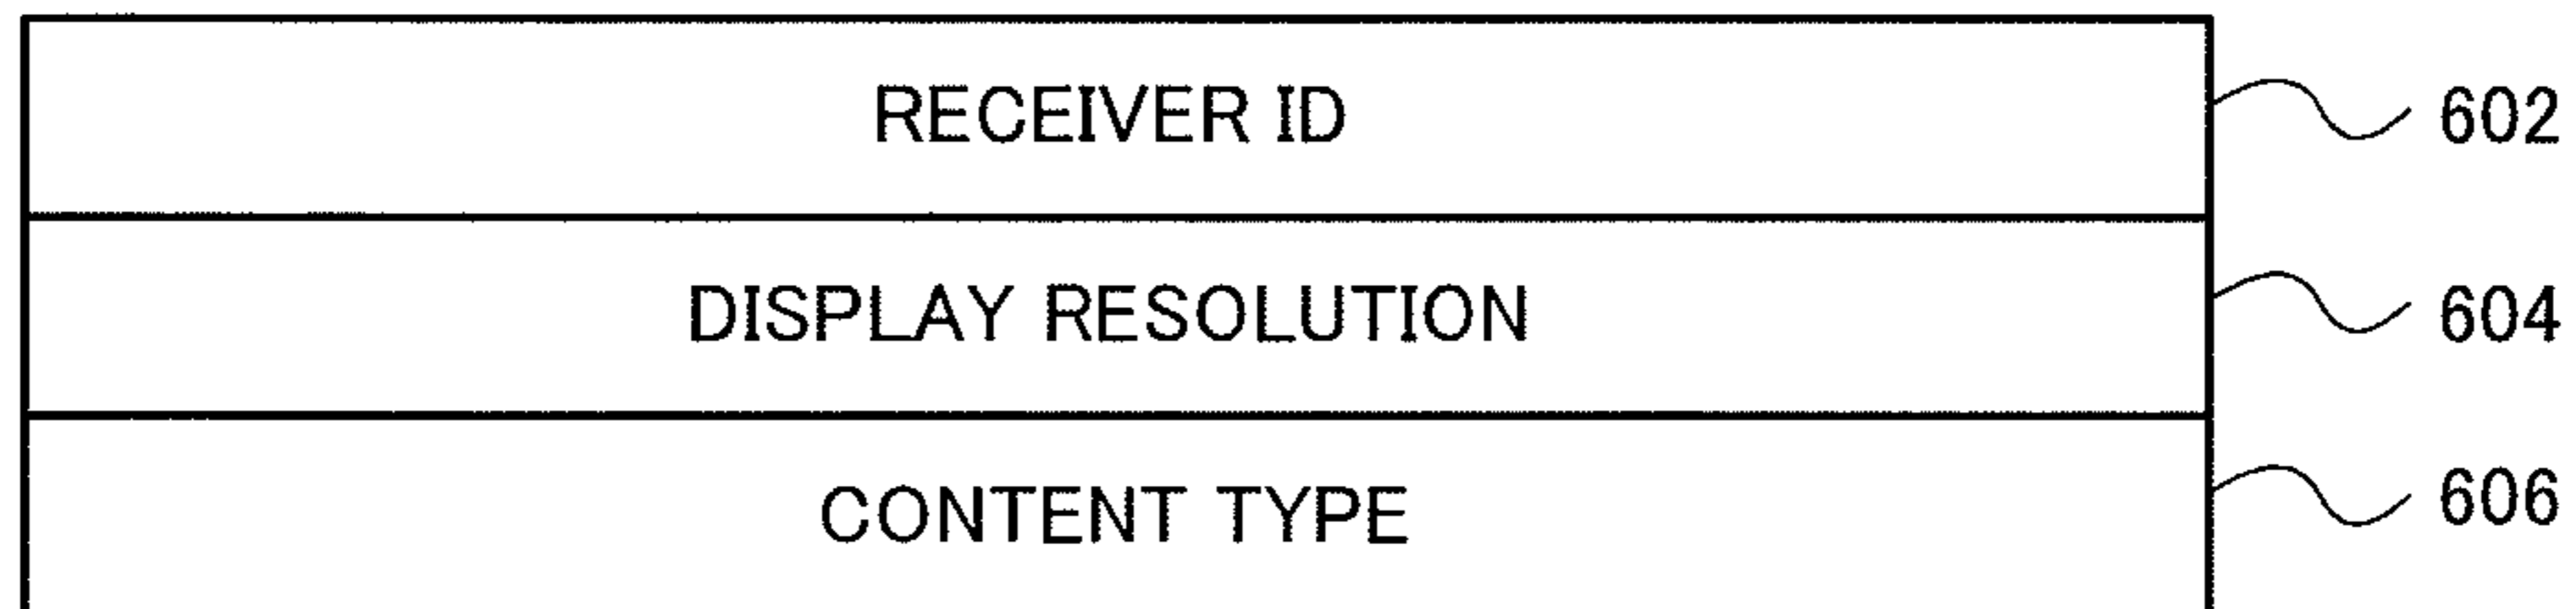 RECEIVER ID 602
DISPLAY RESOLUTION 604
CONTENT TYPE 606